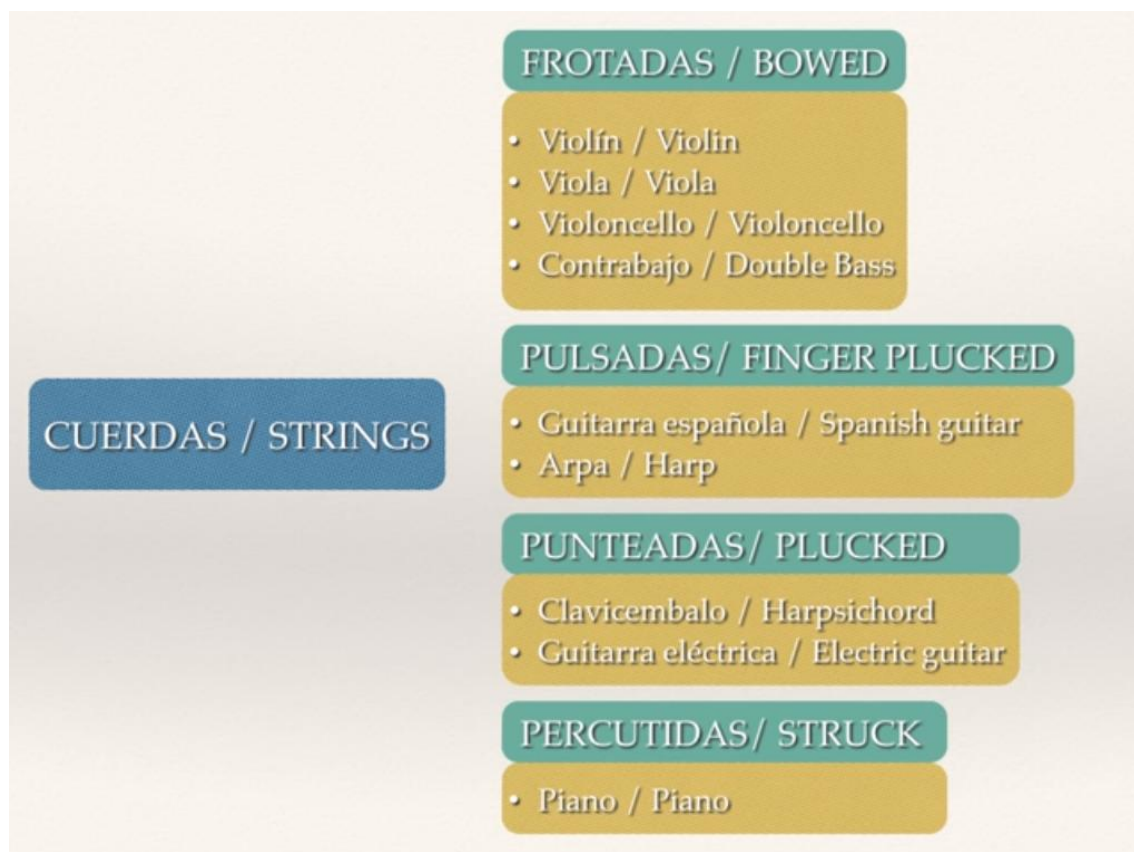 FROTADAS / BOWED
• Violín / Violin
• Viola / Viola
• Violoncello / Violoncello
• Contrabajo / Double Bass
CUERDAS / STRINGS
PULSADAS/ FINGER PLUCKED
• Guitarra española / Spanish guitar
• Arpa / Harp
PUNTEADAS/ PLUCKED
• Clavicembalo / Harpsichord
• Guitarra eléctrica / Electric guitar
PERCUTIDAS/ STRUCK
• Piano / Piano